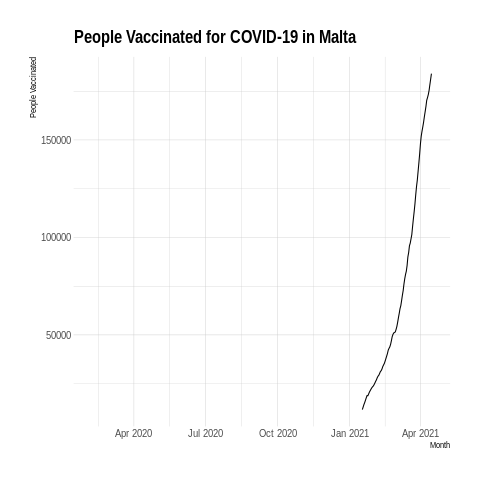 People Vaccinated for COVID-19 in Malta
People Vaccinated
150000
100000
50000
Apr 2020 Jul 2020 Oct 2020 Jan 2021 Apr 2021
Month